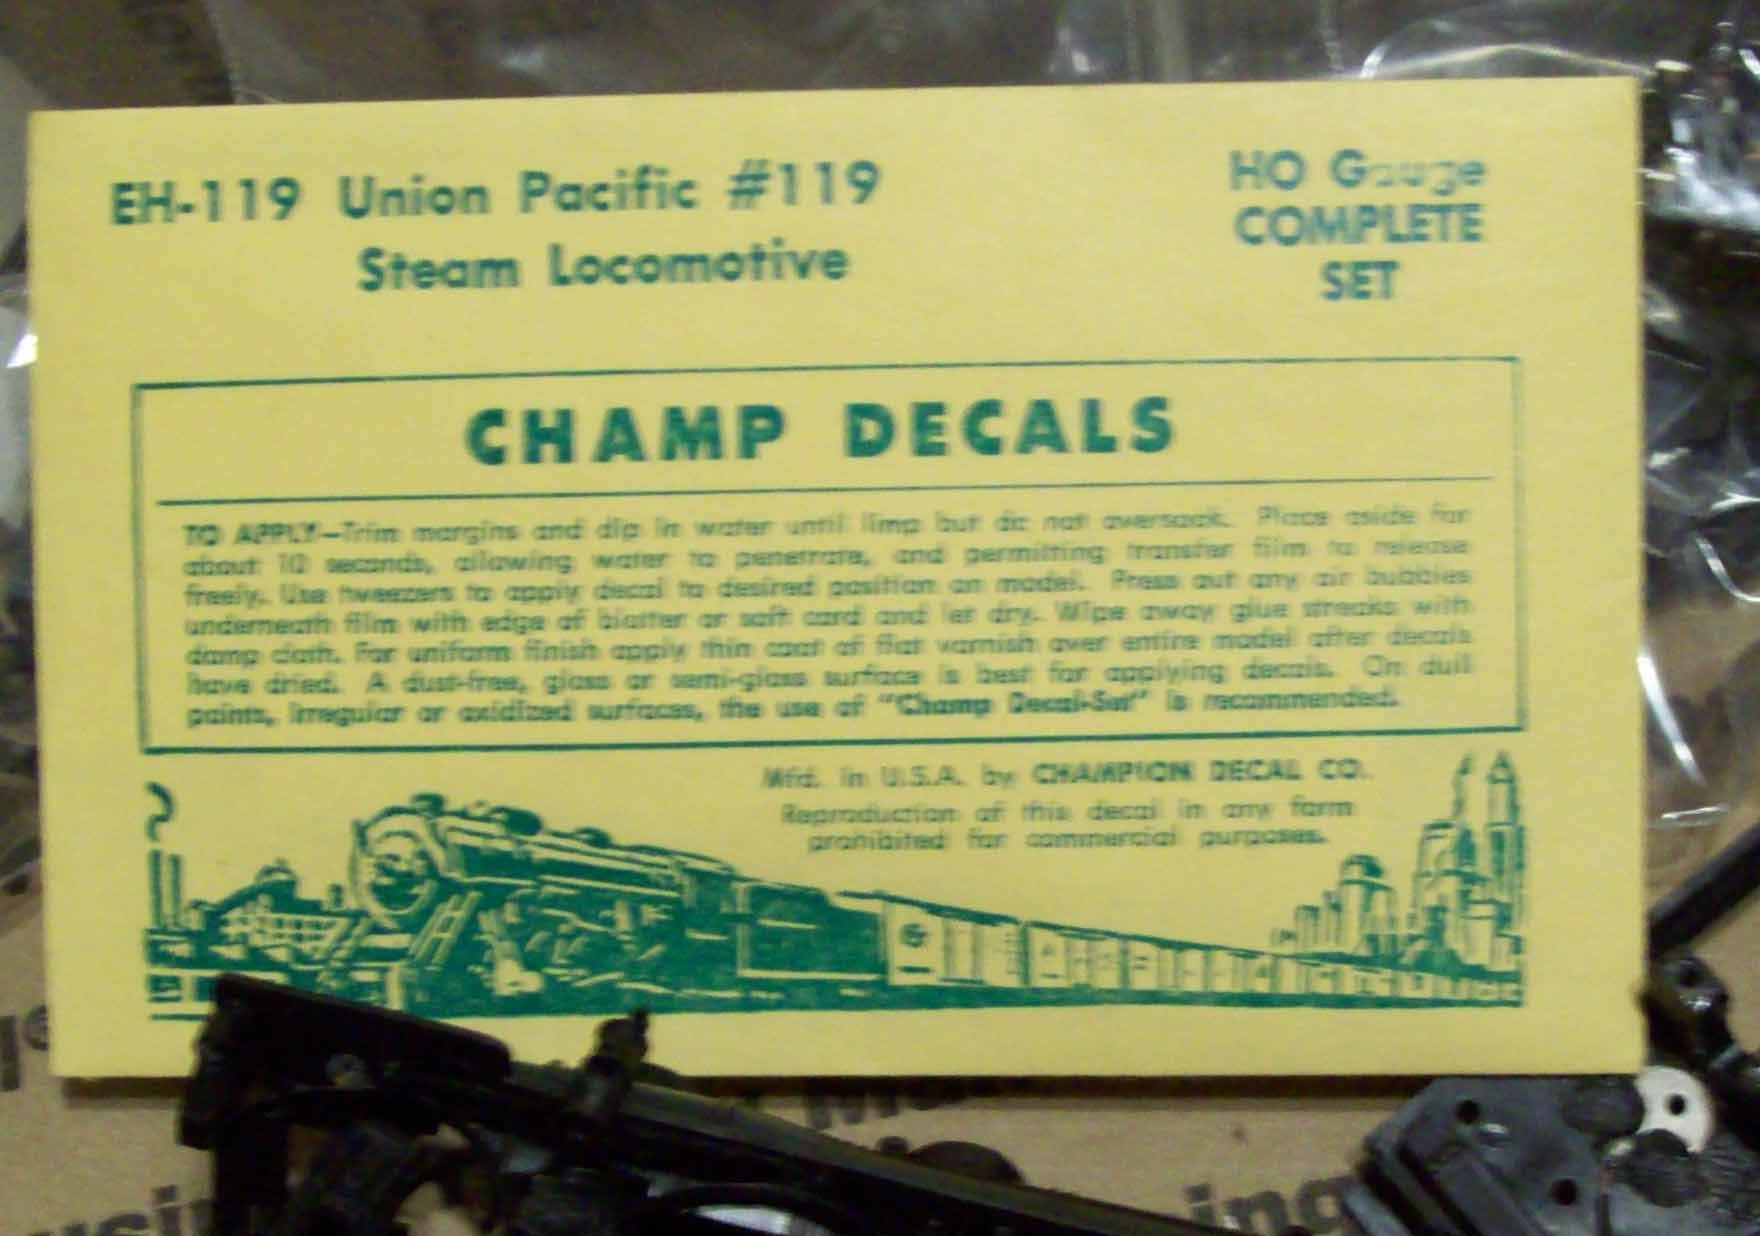 EH-119 Union Pacific #119
Steam Locomotive
HO Gauge
COMPLETE
SET
CHAMP DECALS
TO APPLY—Trim margins and dip in water until limp but do not oversoak. Place aside for
about 10 seconds, allowing water to penetrate, and permitting transfer film to release
freely. Use tweezers to apply decal to desired position on model. Press out any air bubbles
underneath film with edge of blotter or soft card and let dry. Wipe away glue streaks with
damp cloth. For uniform finish apply thin coat of flat varnish over entire model after decals
have dried. A dust-free, gloss or semi-gloss surface is best for applying decals. On dull
paints, irregular or oxidized surfaces, the use of "Champ Decal-Set" is recommended.
Mfd. in U.S.A. by CHAMPION DECAL CO.
Reproduction of this decal in any form
prohibited for commercial purposes.